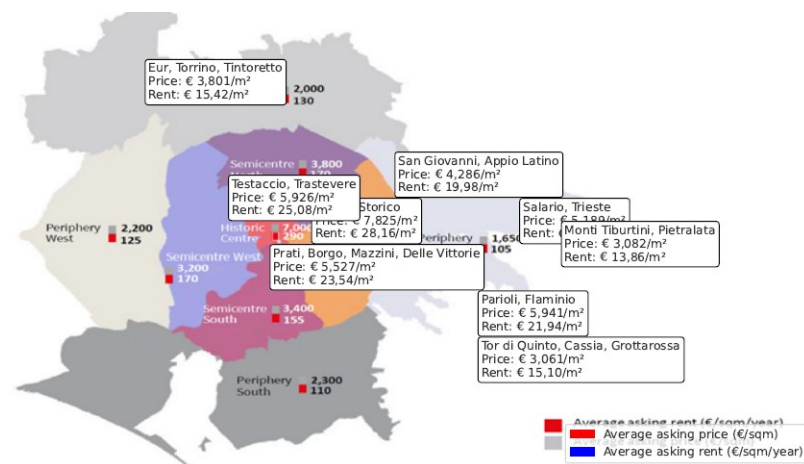 Eur, Torrino, Tintoretto
Price: € 3,801/m²
Rent: € 15,42/m²
2,000
130
Semicentre
3,800
170
San Giovanni, Appio Latino
Price: € 4,286/m²
Rent: € 19,98/m²
Testaccio, Trastevere
Price: € 5,926/m²
Rent: € 25,08/m²
Storico
Price: € 7,825/m²
Rent: € 28,16/m²
Salario, Trieste
Price: € 5,189/m²
Monti Tiburtini, Pietralata
Price: € 3,082/m²
Rent: € 13,86/m²
Periphery
West
2,200
125
Historic
Centre
7,000
290
Periphery
1,650
105
Semicentre West
3,200
170
Prati, Borgo, Mazzini, Delle Vittorie
Price: € 5,527/m²
Rent: € 23,54/m²
Semicentre
South
3,400
155
Parioli, Flaminio
Price: € 5,941/m²
Rent: € 21,94/m²
Tor di Quinto, Cassia, Grottarossa
Price: € 3,061/m²
Rent: € 15,10/m²
Periphery
South
2,300
110
Average asking rent (€/sqm/year)
Average asking price (€/sqm)
Average asking rent (€/sqm/year)